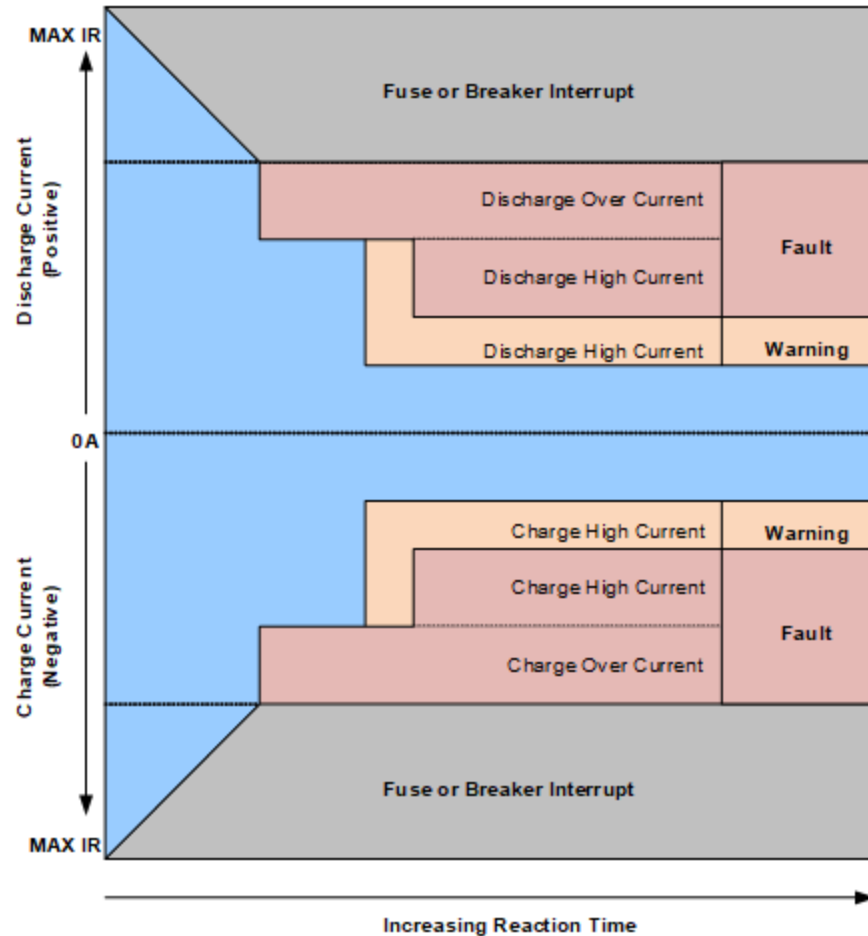 MAX IR
Fuse or Breaker Interrupt
Discharge Current
(Positive)
Discharge Over Current
Fault
Discharge High Current
Discharge High Current
Warning
0A
Charge High Current
Warning
Charge High Current
Fault
Charge Over Current
Charge Current
(Negative)
Fuse or Breaker Interrupt
MAX IR
Increasing Reaction Time